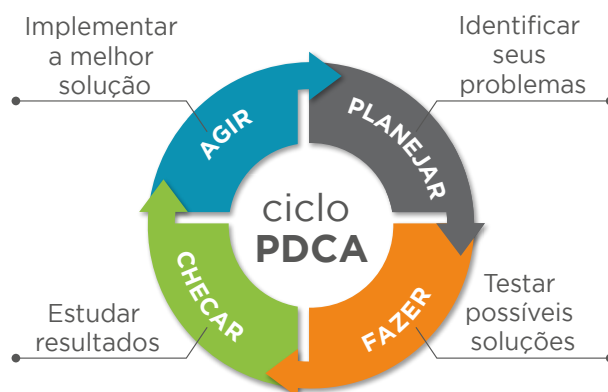 Implementar
a melhor
solução
Identificar
seus
problemas
AGIR
PLANEJAR
ciclo
PDCA
CHECAR
FAZER
Estudar
resultados
Testar
possíveis
soluções